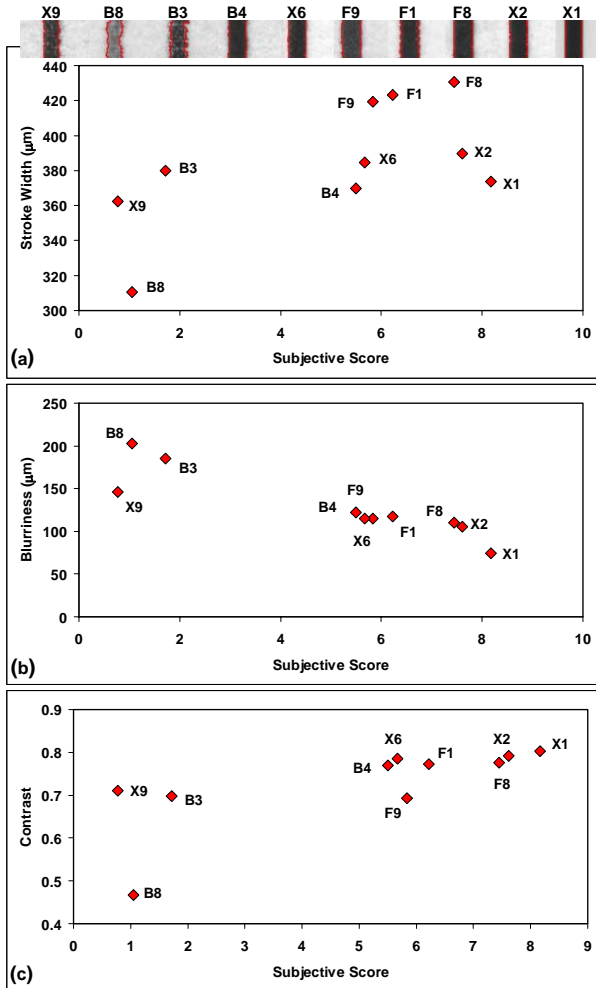 X9 B8 B3 B4 X6 F9 F1 F8 X2 X1
440
420
400
380
360
340
320
300
Stroke Width (μm)
F8
F9 F1
X6 X2
B3
B4 X1
X9
B8
0 2 4 6 8 10
Subjective Score
(a)
250
200
150
100
50
0
Blurriness (μm)
B8
B3
X9
F9
B4 F8 X2
X6 F1
X1
0 2 4 6 8 10
Subjective Score
(b)
0.9
0.8
0.7
0.6
0.5
0.4
Contrast
X6 X2 X1
B4 F1
F8
X9 B3
F9
B8
0 1 2 3 4 5 6 7 8 9
Subjective Score
(c)